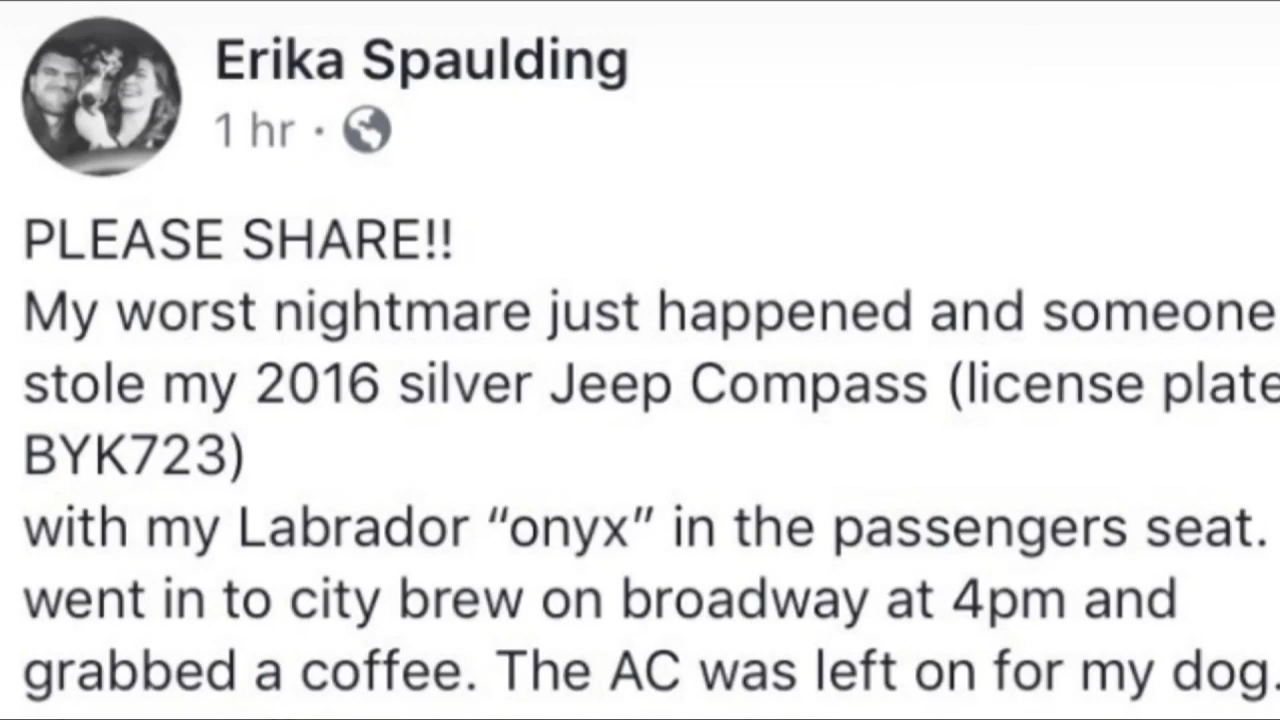 Erika Spaulding
1 hr ·
PLEASE SHARE!!
My worst nightmare just happened and someone
stole my 2016 silver Jeep Compass (license plate
BYK723)
with my Labrador “onyx” in the passengers seat.
went in to city brew on broadway at 4pm and
grabbed a coffee. The AC was left on for my dog.